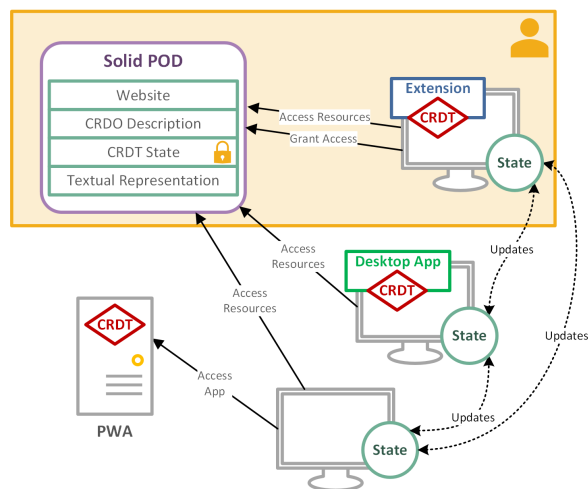 Solid POD
Website
CRDO Description
CRDT State
Textual Representation
Extension
CRDT
State
Access Resources
Grant Access
Updates
Access
Resources
Desktop App
CRDT
State
Access
Resources
Updates
CRDT
Access
App
Updates
PWA
State